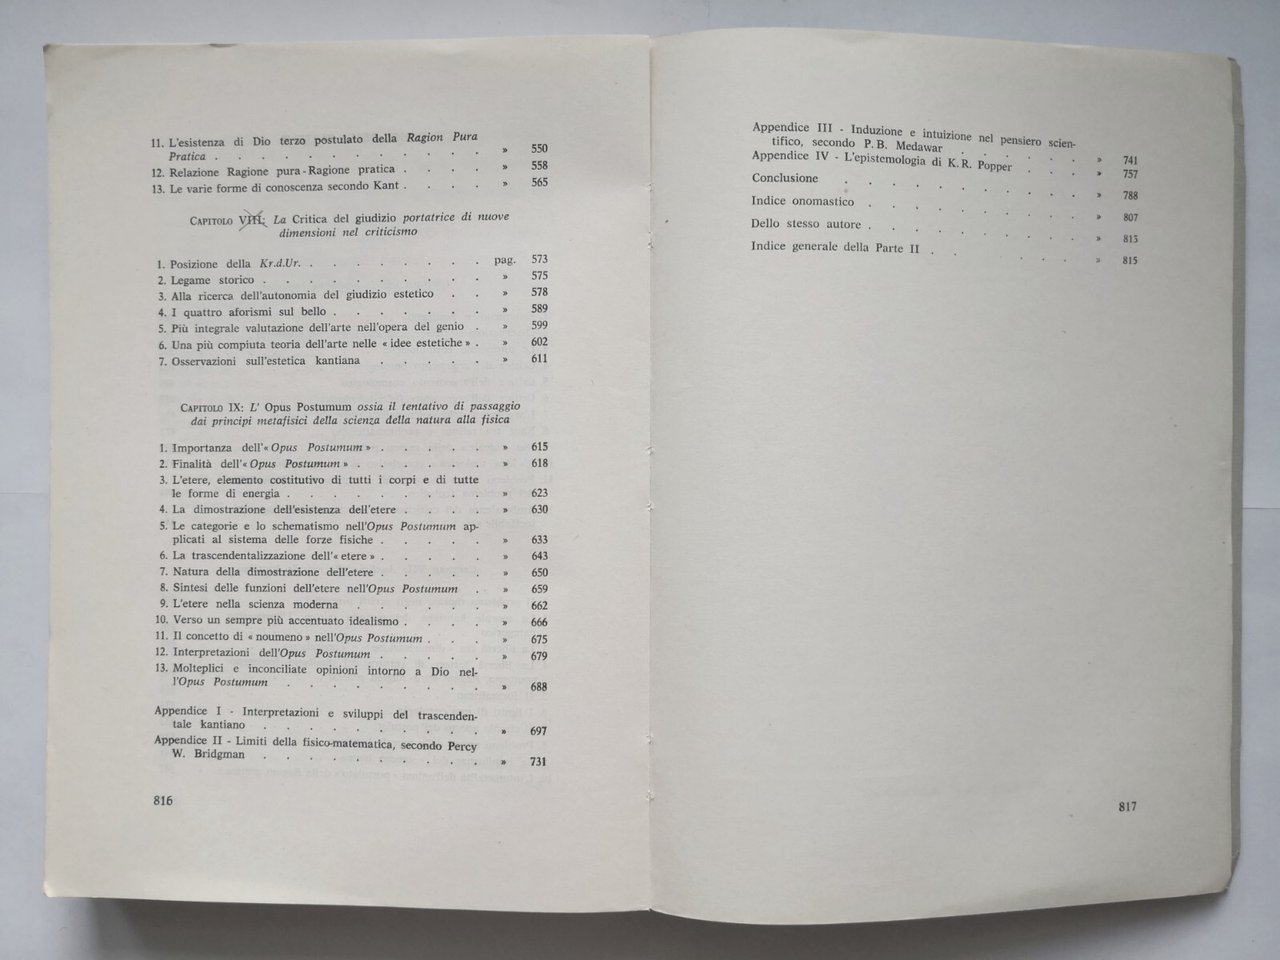 11. L'esistenza di Dio terzo postulato della Ragion Pura
Pratica . . . . . . . . . . . » 550
12. Relazione Ragione pura-Ragione pratica . . . . » 558
13. Le varie forme di conoscenza secondo Kant . . . . » 565
CAPITOLO VIII: La Critica del giudizio portatrice di nuove
dimensioni nel criticismo
1. Posizione della Kr.d.Ur. . . . . . . . . pag. 573
2. Legame storico . . . . . . . . . . » 575
3. Alla ricerca dell'autonomia del giudizio estetico . . » 578
4. I quattro aforismi sul bello . . . . . . . » 589
5. Più integrale valutazione dell'arte nell'opera del genio . » 599
6. Una più compiuta teoria dell'arte nelle « idee estetiche » . » 602
7. Osservazioni sull'estetica kantiana . . . . . » 611
CAPITOLO IX: L' Opus Postumum ossia il tentativo di passaggio
dai principi metafisici della scienza della natura alla fisica
1. Importanza dell'« Opus Postumum » . . . . . » 615
2. Finalità dell'« Opus Postumum » . . . . . . » 618
3. L'etere, elemento costitutivo di tutti i corpi e di tutte
le forme di energia . . . . . . . . . » 623
4. La dimostrazione dell'esistenza dell'etere . . . . » 630
5. Le categorie e lo schematismo nell'Opus Postumum ap-
plicati al sistema delle forze fisiche . . . . . » 633
6. La trascendentalizzazione dell'« etere » . . . . . » 643
7. Natura della dimostrazione dell'etere . . . . . » 650
8. Sintesi delle funzioni dell'etere nell'Opus Postumum . » 659
9. L'etere nella scienza moderna . . . . . . » 662
10. Verso un sempre più accentuato idealismo . . . . » 666
11. Il concetto di « noumeno » nell'Opus Postumum . . . » 675
12. Interpretazioni dell'Opus Postumum . . . . . » 679
13. Molteplici e inconciliate opinioni intorno a Dio nel-
l'Opus Postumum . . . . . . . . . » 688
Appendice I - Interpretazioni e sviluppi del trascenden-
tale kantiano . . . . . . . . . . » 697
Appendice II - Limiti della fisico-matematica, secondo Percy
W. Bridgman . . . . . . . . . . » 731
816
Appendice III - Induzione e intuizione nel pensiero scien-
tifico, secondo P. B. Medawar . . . . . . » 741
Appendice IV - L'epistemologia di K. R. Popper . . . » 757
Conclusione . . . . . . . . . . » 788
Indice onomastico . . . . . . . . . » 807
Dello stesso autore . . . . . . . . . » 813
Indice generale della Parte II . . . . . . » 815
817